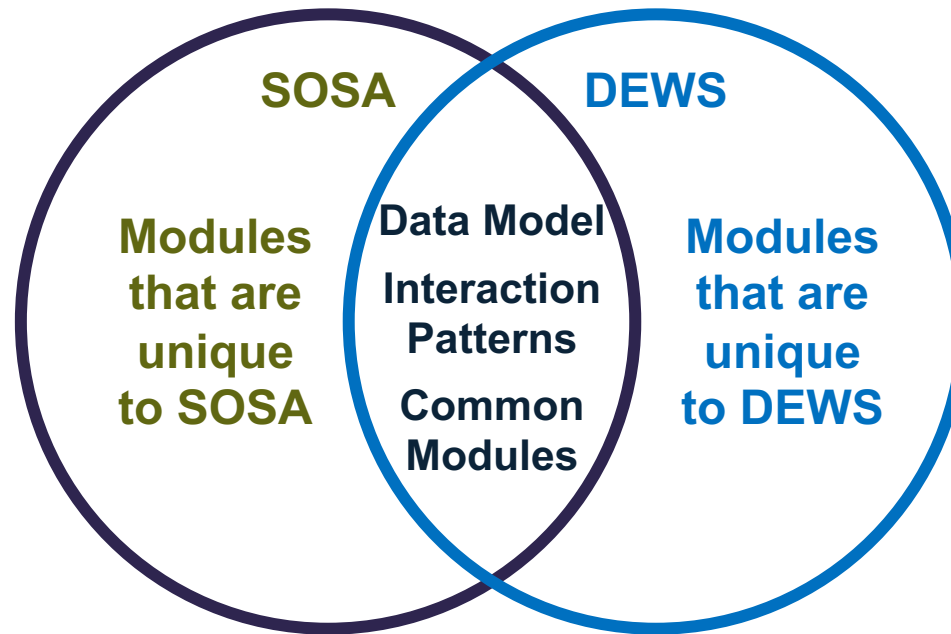 SOSA
DEWS
Modules
that are
unique
to SOSA
Data Model
Interaction
Patterns
Common
Modules
Modules
that are
unique
to DEWS